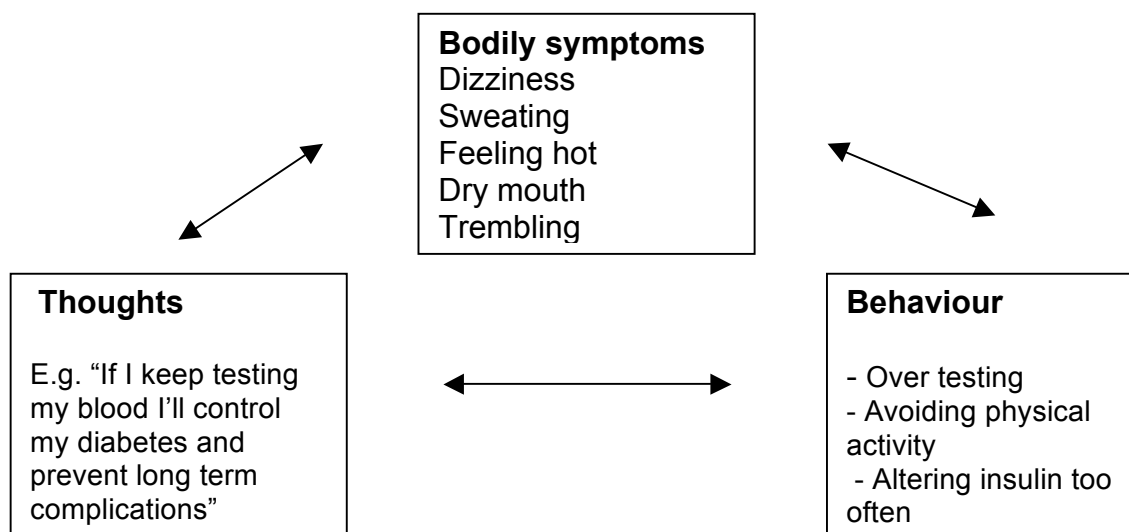 Bodily symptoms
Dizziness
Sweating
Feeling hot
Dry mouth
Trembling
Thoughts
E.g. “If I keep testing
my blood I’ll control
my diabetes and
prevent long term
complications”
Behaviour
- Over testing
- Avoiding physical
activity
- Altering insulin too
often